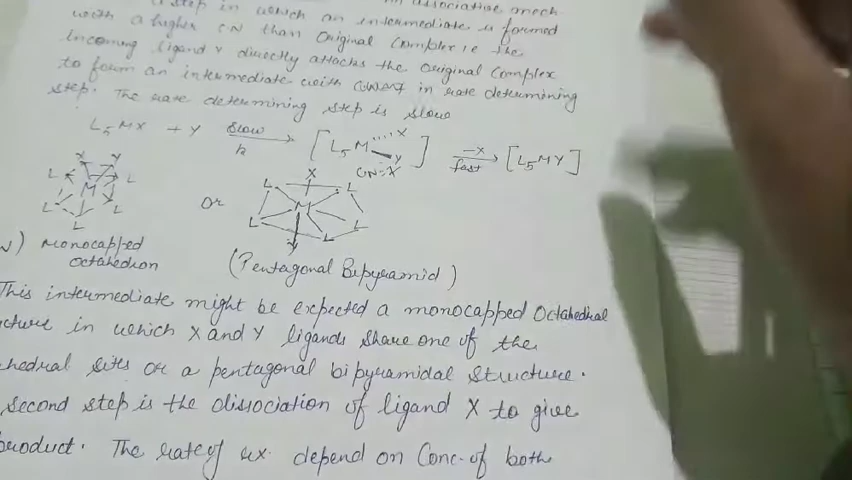 step in which an intermediate is formed
with a higher CN than Original Complex i.e the
incoming ligand Y directly attacks the Original Complex
to form an intermediate with CN=7 in rate determining
step. The rate determining step is slow
L5MX + Y slow k [L5M X Y] -X fast [L5MY]
CN=7
X Y L L M L L L
or
X L L M L L L Y
v) Monocapped
Octahedron
(Pentagonal Bipyramid)
This intermediate might be expected a monocapped Octahedral
cture in which X and Y ligands share one of the
hedral sites or a pentagonal bipyramidal structure.
second step is the dissociation of ligand X to give
product. The rate of rx. depend on Conc. of both